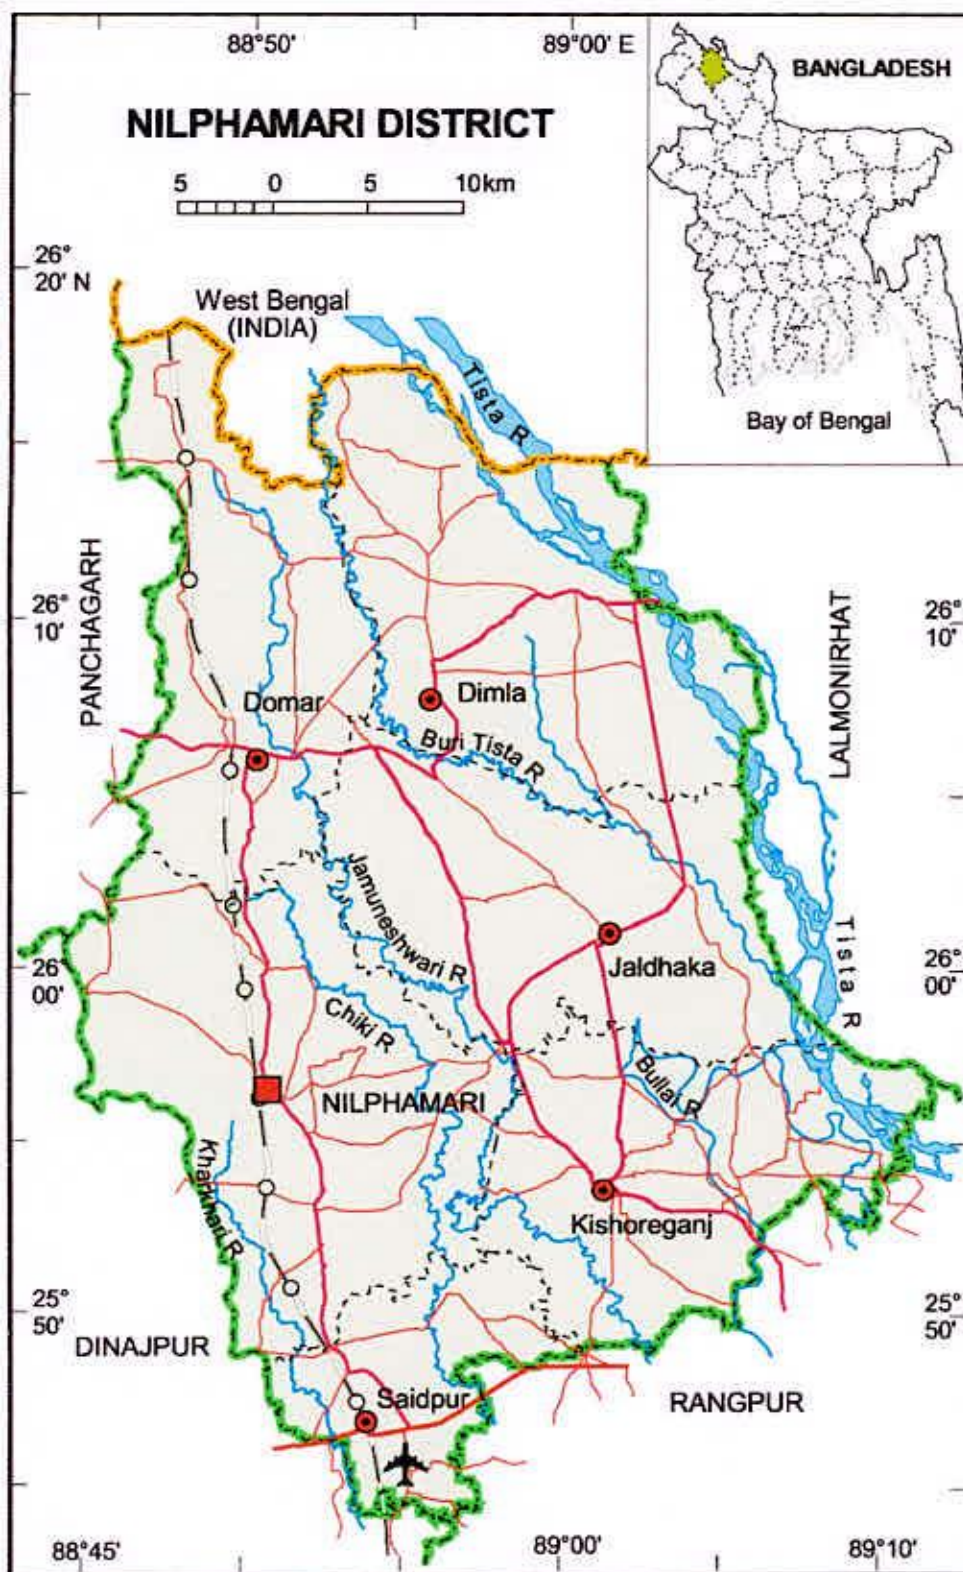 88°50'
89°00' E
BANGLADESH
NILPHAMARI DISTRICT
5 0 5 10km
26°
20' N
West Bengal
(INDIA)
Tista R
Bay of Bengal
PANCHAGARH
26°
10'
LALMONIRHAT
26°
10'
Domar
Dimla
Buri Tista R
Jamuneshwari R
Jaldhaka
Tista R
26°
00'
26°
00'
Chiki R
Bullai R
NILPHAMARI
Kharkhari R
Kishoreganj
25°
50'
25°
50'
DINAJPUR
Saidpur
RANGPUR
88°45'
89°00'
89°10'